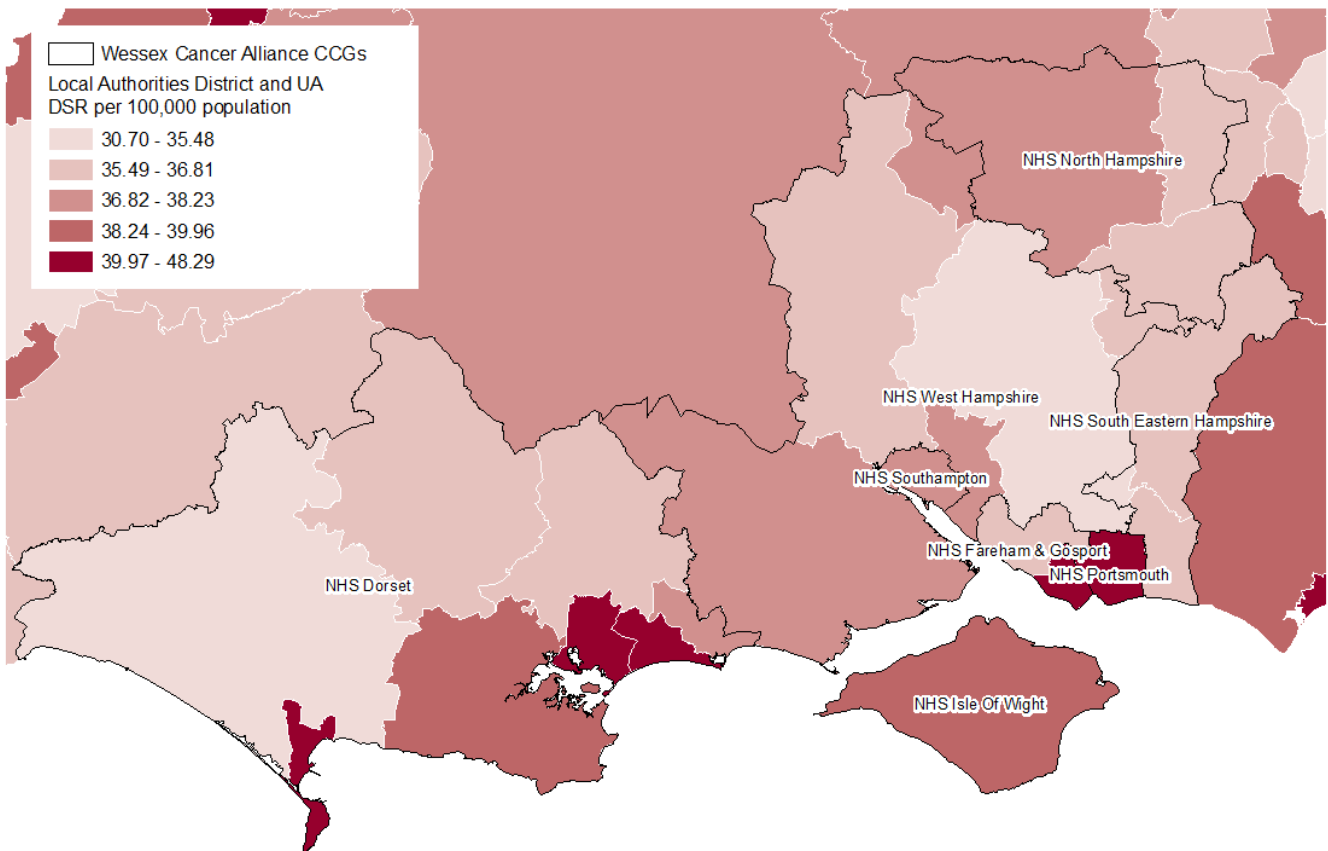 Wessex Cancer Alliance CCGs
Local Authorities District and UA
DSR per 100,000 population
30.70 - 35.48
35.49 - 36.81
36.82 - 38.23
38.24 - 39.96
39.97 - 48.29
NHS North Hampshire
NHS West Hampshire
NHS South Eastern Hampshire
NHS Southampton
NHS Fareham & Gosport
NHS Portsmouth
NHS Dorset
NHS Isle Of Wight